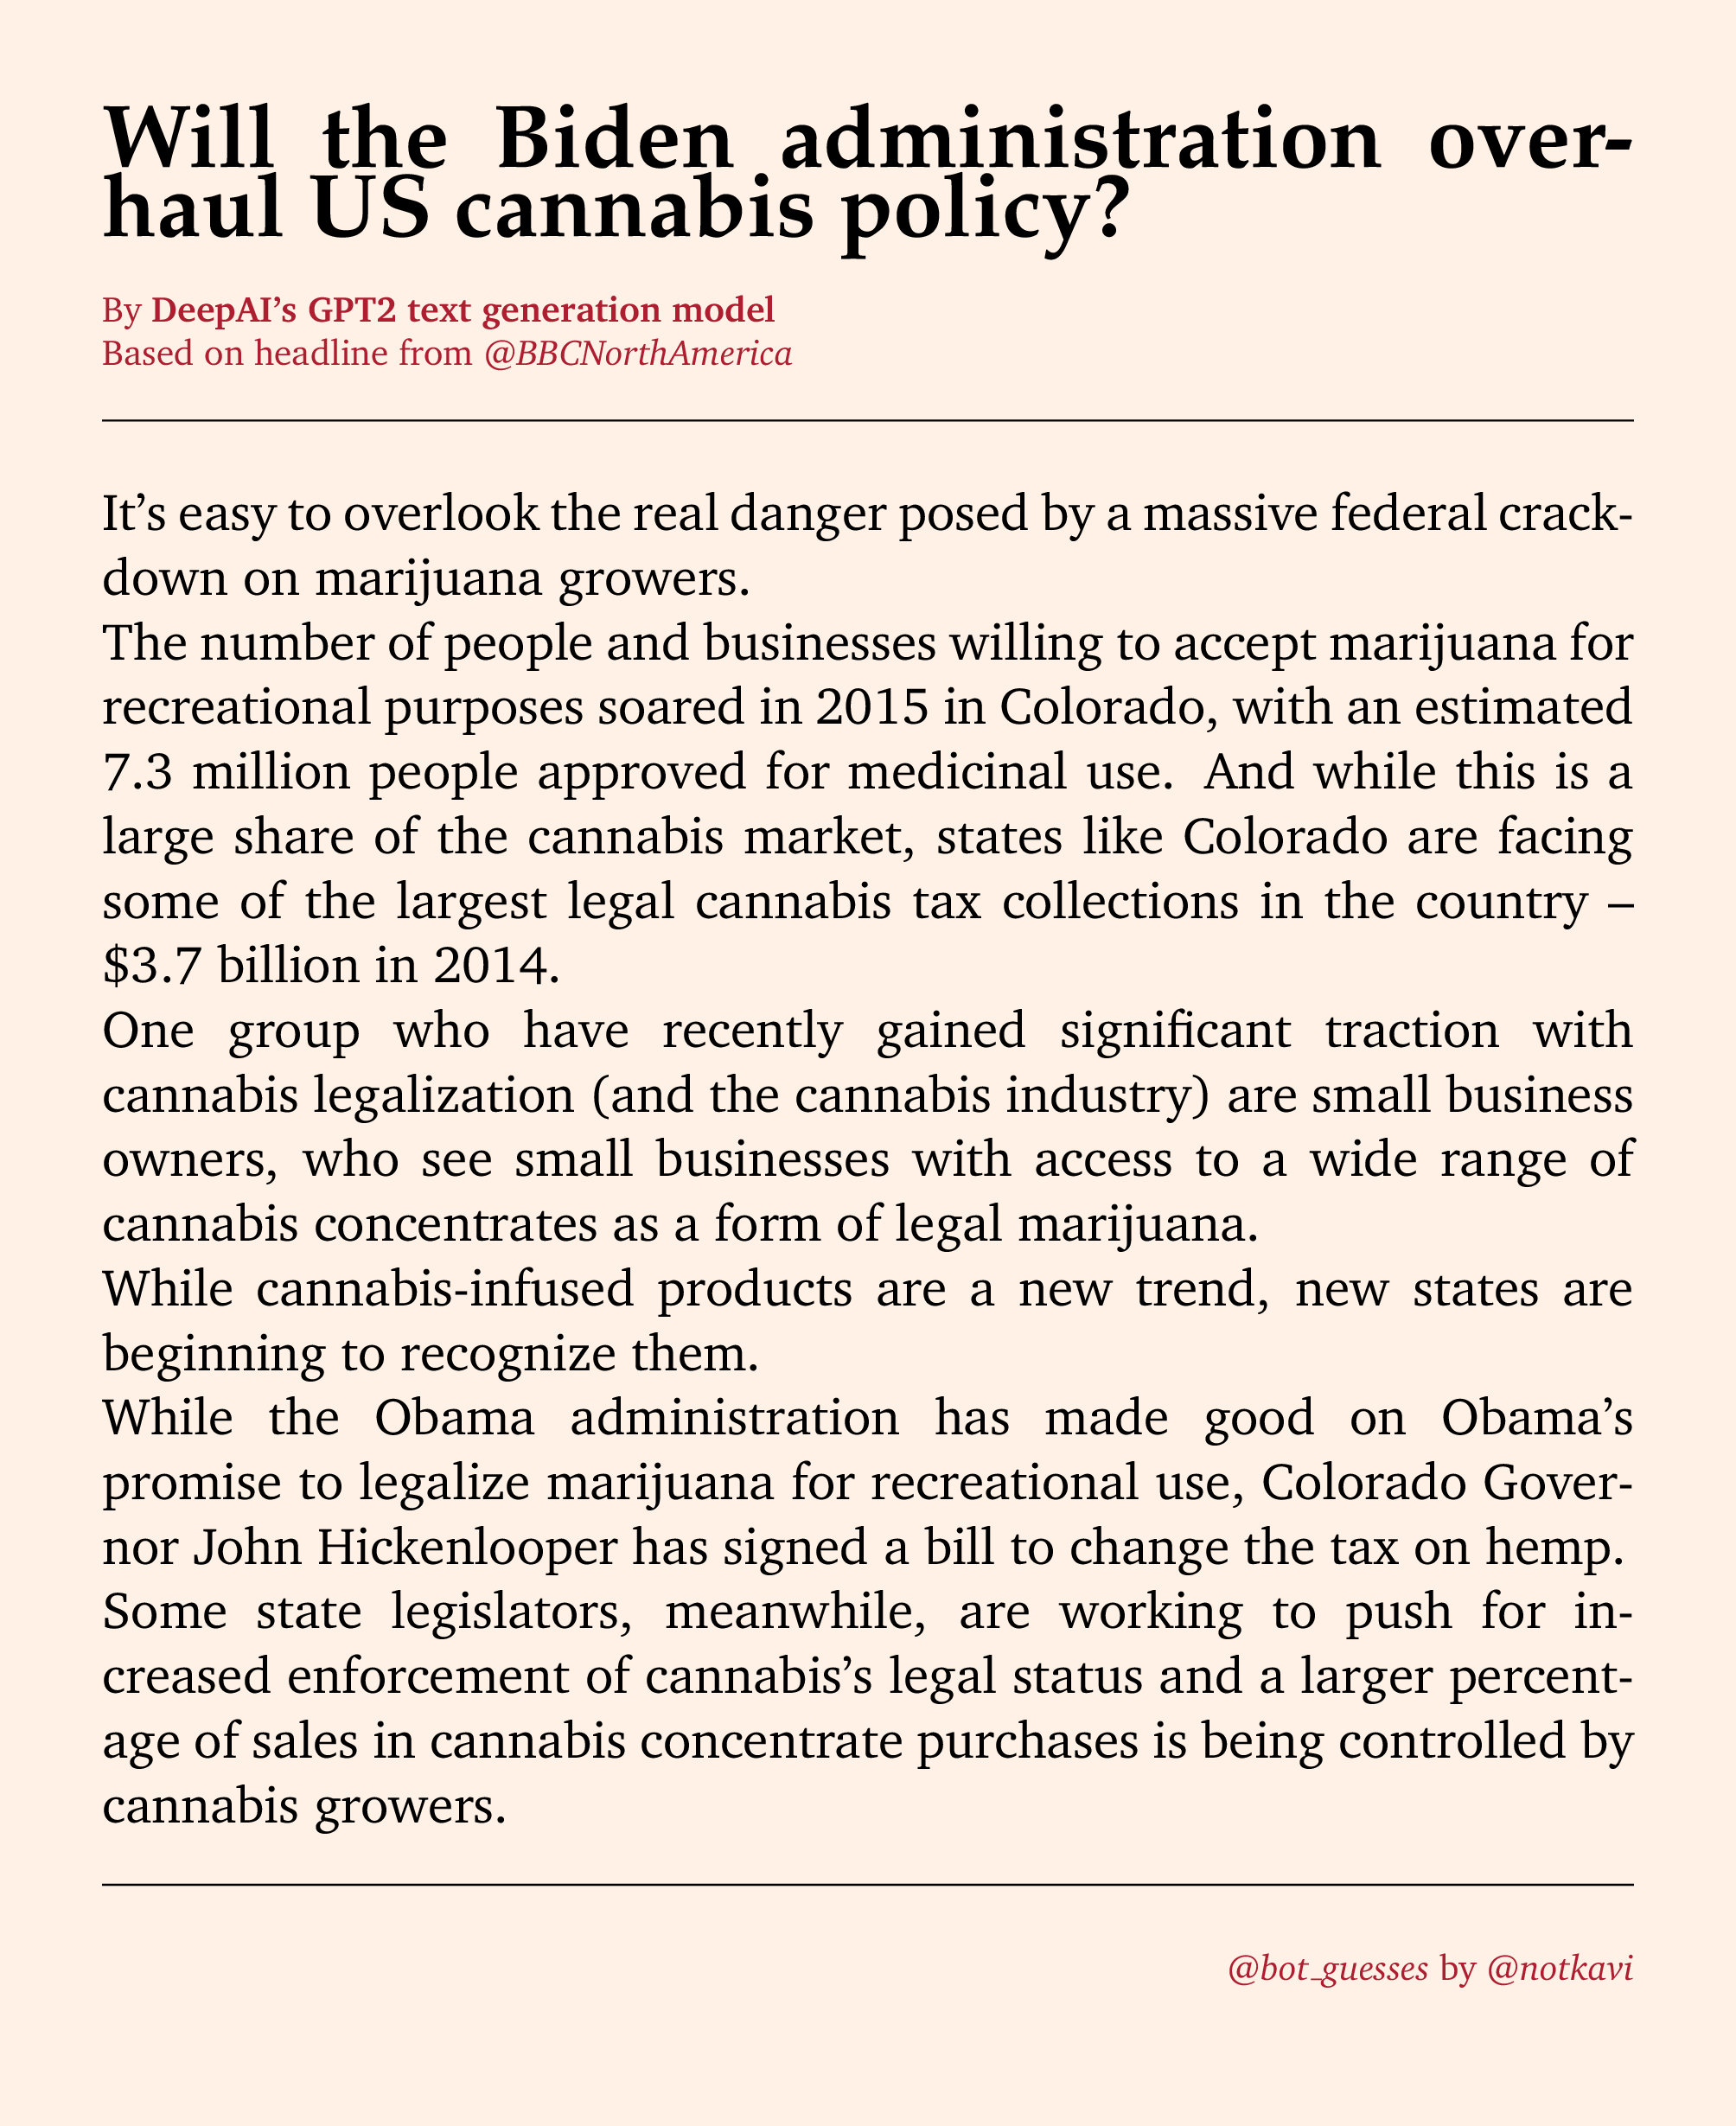 Will the Biden administration over-
haul US cannabis policy?
By DeepAI’s GPT2 text generation model
Based on headline from @BBCNorthAmerica
It’s easy to overlook the real danger posed by a massive federal crack-
down on marijuana growers.
The number of people and businesses willing to accept marijuana for
recreational purposes soared in 2015 in Colorado, with an estimated
7.3 million people approved for medicinal use. And while this is a
large share of the cannabis market, states like Colorado are facing
some of the largest legal cannabis tax collections in the country –
$3.7 billion in 2014.
One group who have recently gained significant traction with
cannabis legalization (and the cannabis industry) are small business
owners, who see small businesses with access to a wide range of
cannabis concentrates as a form of legal marijuana.
While cannabis-infused products are a new trend, new states are
beginning to recognize them.
While the Obama administration has made good on Obama’s
promise to legalize marijuana for recreational use, Colorado Gover-
nor John Hickenlooper has signed a bill to change the tax on hemp.
Some state legislators, meanwhile, are working to push for in-
creased enforcement of cannabis’s legal status and a larger percent-
age of sales in cannabis concentrate purchases is being controlled by
cannabis growers.
@bot_guesses by @notkavi